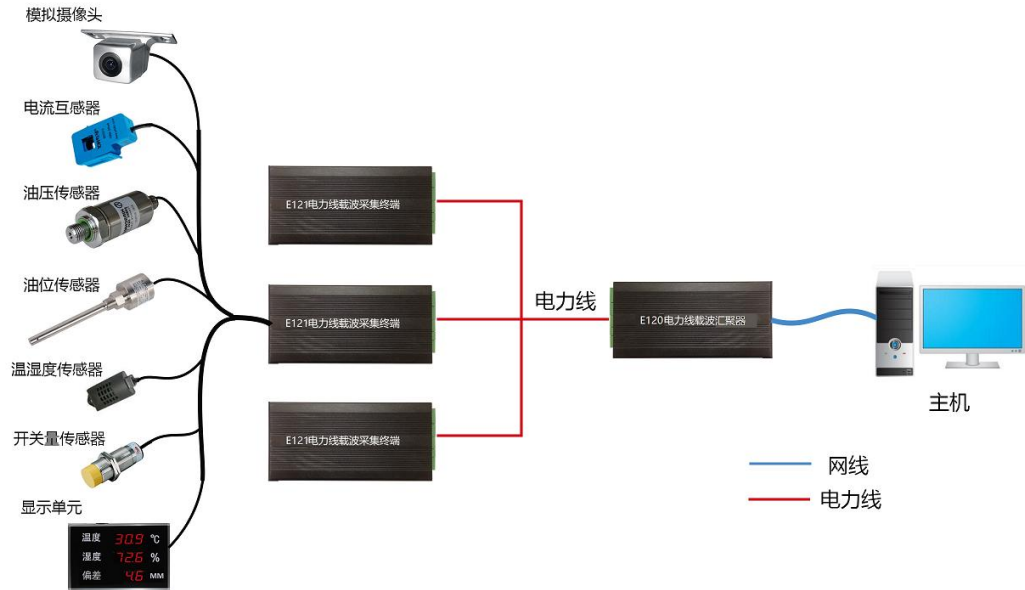 模拟摄像头
电流互感器
油压传感器
油位传感器
温湿度传感器
开关量传感器
显示单元
温度 30.9 ℃
湿度 72.6 %
偏差 4.6 MM
E121电力线载波采集终端
E121电力线载波采集终端
E121电力线载波采集终端
电力线
E120电力线载波汇聚器
主机
网线
电力线